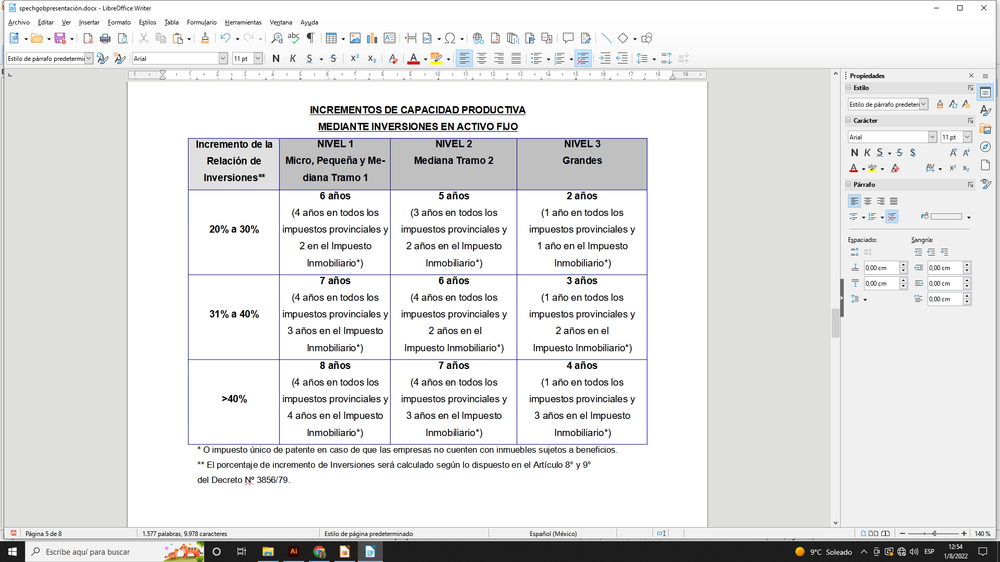 spechgobpresentación.docx - LibreOffice Writer
Archivo Editar Ver Insertar Formato Estilos Tabla Formulario Herramientas Ventana Ayuda
Estilo de párrafo predetermi Arial 11 pt N K S S X² X₂
1 1 2 3 4 5 6 7 8 9 10 11 12 13 14 15 16 17 18 19
INCREMENTOS DE CAPACIDAD PRODUCTIVA
MEDIANTE INVERSIONES EN ACTIVO FIJO
Incremento de la
Relación de
Inversiones**
NIVEL 1
Micro, Pequeña y Me-
diana Tramo 1
NIVEL 2
Mediana Tramo 2
NIVEL 3
Grandes
20% a 30%
6 años
(4 años en todos los
impuestos provinciales y
2 en el Impuesto
Inmobiliario*)
5 años
(3 años en todos los
impuestos provinciales y
2 años en el Impuesto
Inmobiliario*)
2 años
(1 año en todos los
impuestos provinciales y
1 año en el Impuesto
Inmobiliario*)
31% a 40%
7 años
(4 años en todos los
impuestos provinciales y
3 años en el Impuesto
Inmobiliario*)
6 años
(4 años en todos los
impuestos provinciales y
2 años en el
Impuesto Inmobiliario*)
3 años
(1 año en todos los
impuestos provinciales y
2 años en el
Impuesto Inmobiliario*)
>40%
8 años
(4 años en todos los
impuestos provinciales y
4 años en el Impuesto
Inmobiliario*)
7 años
(4 años en todos los
impuestos provinciales y
3 años en el Impuesto
Inmobiliario*)
4 años
(1 año en todos los
impuestos provinciales y
3 años en el Impuesto
Inmobiliario*)
* O impuesto único de patente en caso de que las empresas no cuenten con inmuebles sujetos a beneficios.
** El porcentaje de incremento de Inversiones será calculado según lo dispuesto en el Artículo 8° y 9°
del Decreto Nº 3856/79.
Propiedades
Estilo
Estilo de párrafo predeter
Carácter
Arial 11 pt
N K S S S
Párrafo
Espaciado: Sangría:
0,00 cm 0,00 cm
0,00 cm 0,00 cm
0,00 cm
Página 5 de 8 1.577 palabras, 9.978 caracteres Estilo de página predeterminado Español (México) 140 %
Escribe aquí para buscar Ai 9°C Soleado ESP 12:54
1/8/2022